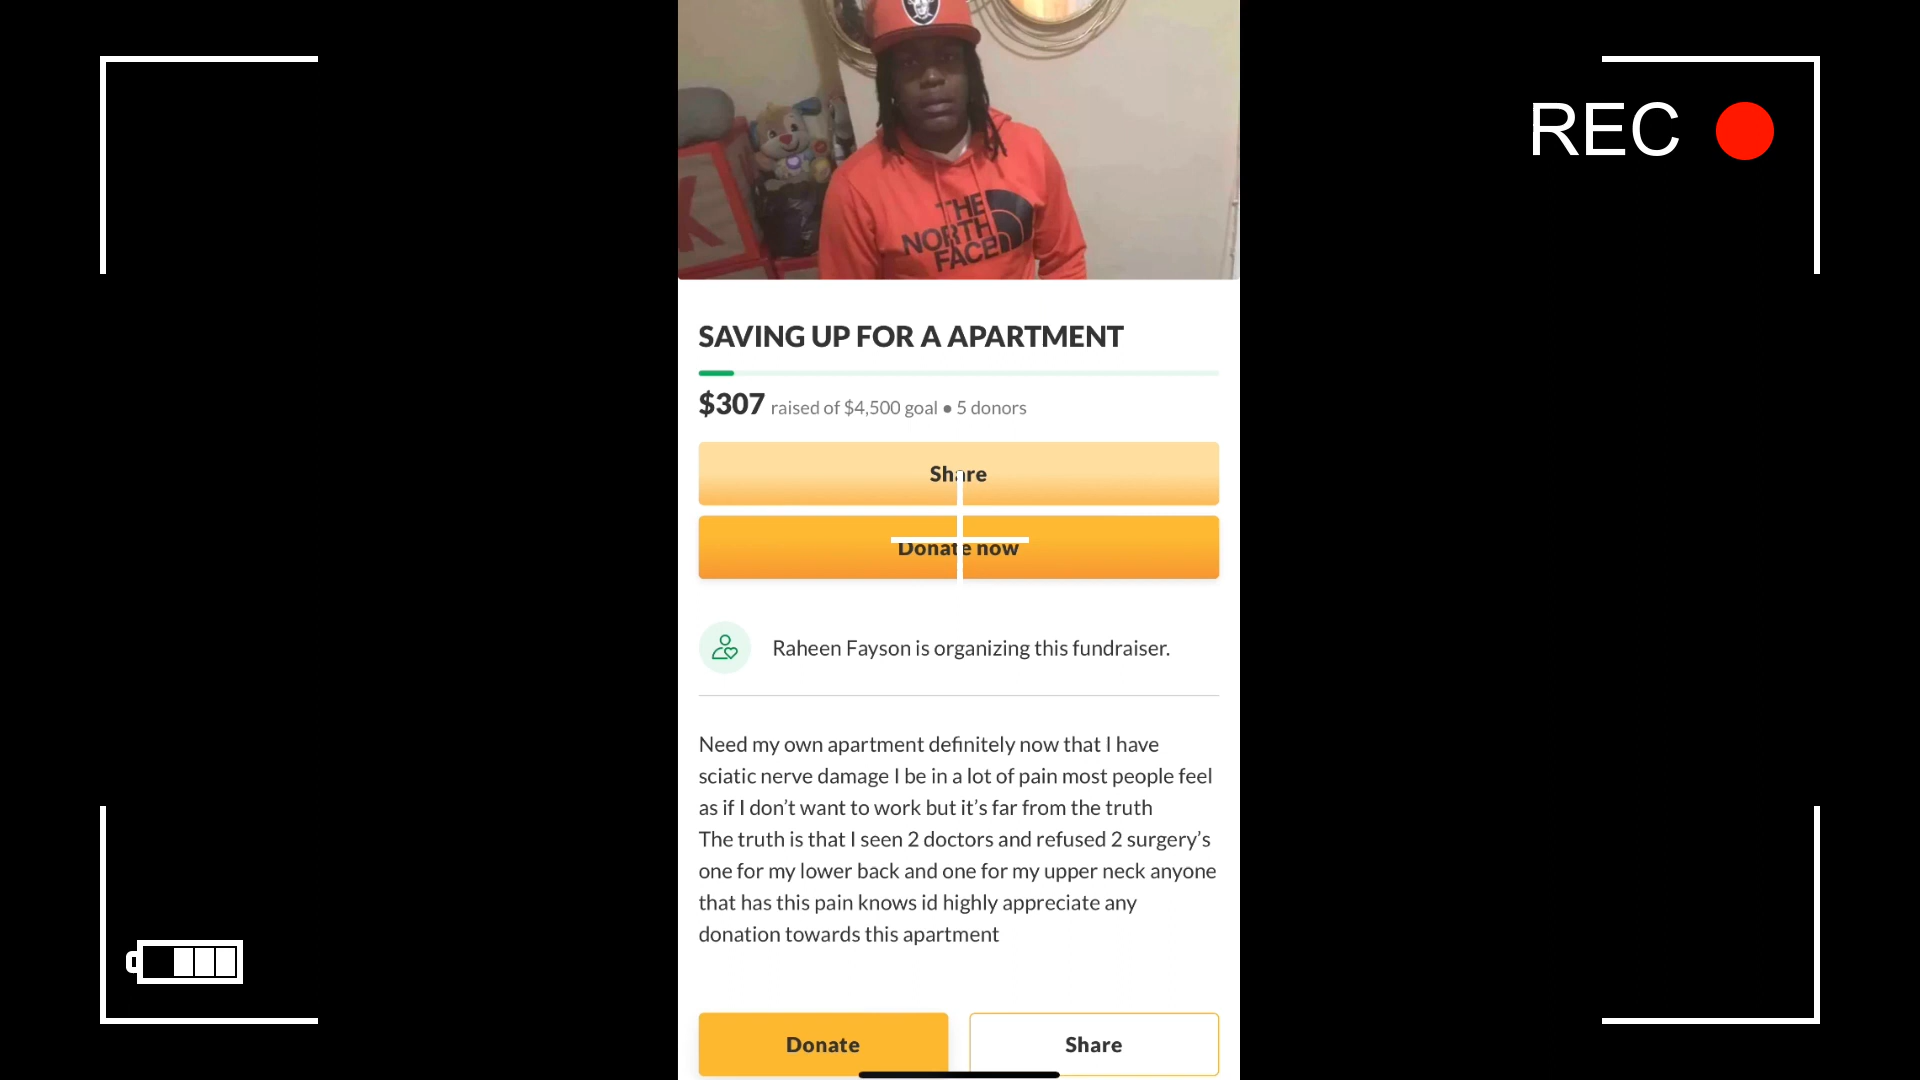 REC
THE
NORTH
FACE
SAVING UP FOR A APARTMENT
$307 raised of $4,500 goal • 5 donors
Share
Donate now
Raheen Fayson is organizing this fundraiser.
Need my own apartment definitely now that I have
sciatic nerve damage I be in a lot of pain most people feel
as if I don’t want to work but it’s far from the truth
The truth is that I seen 2 doctors and refused 2 surgery’s
one for my lower back and one for my upper neck anyone
that has this pain knows id highly appreciate any
donation towards this apartment
Donate
Share